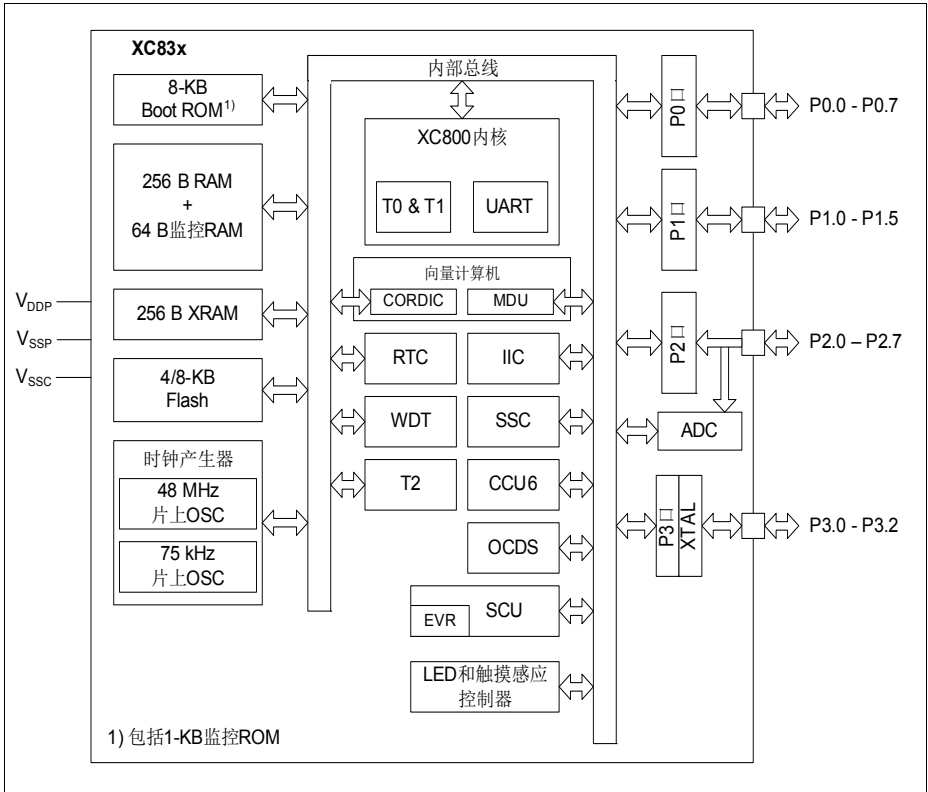 XC83x
内部总线
8-KB
Boot ROM1)
256 B RAM
+
64 B监控RAM
256 B XRAM
4/8-KB
Flash
时钟产生器
48 MHz
片上OSC
75 kHz
片上OSC
VDDP
VSSP
VSSC
XC800内核
T0 & T1
UART
向量计算机
CORDIC
MDU
RTC
IIC
WDT
SSC
T2
CCU6
OCDS
SCU
EVR
LED和触摸感应
控制器
P0口
P0.0 - P0.7
P1口
P1.0 - P1.5
P2口
P2.0 – P2.7
ADC
P3口
XTAL
P3.0 - P3.2
1) 包括1-KB监控ROM